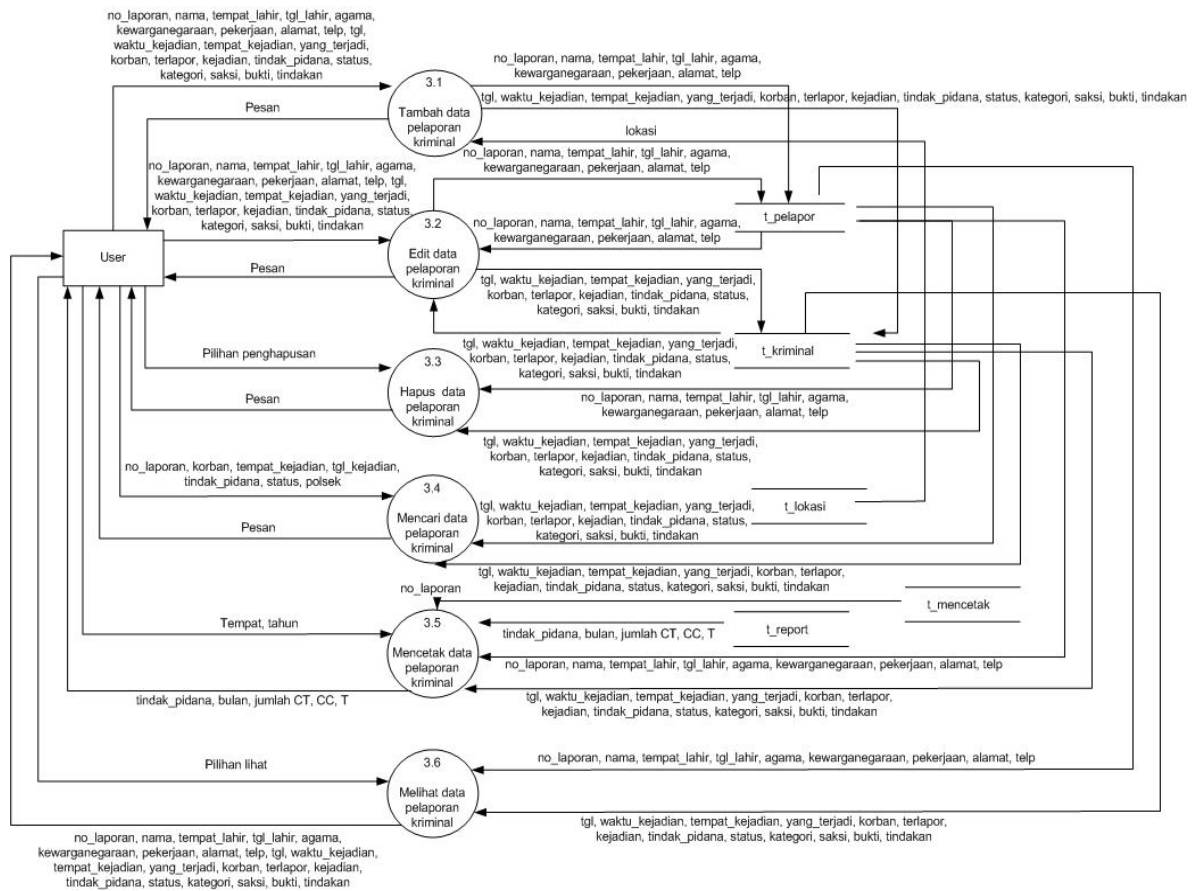 no_laporan, nama, tempat_lahir, tgl_lahir, agama,
kewarganegaraan, pekerjaan, alamat, telp, tgl,
waktu_kejadian, tempat_kejadian, yang_terjadi,
korban, terlapor, kejadian, tindak_pidana, status,
kategori, saksi, bukti, tindakan
Pesan
3.1
Tambah data
pelaporan
kriminal
no_laporan, nama, tempat_lahir, tgl_lahir, agama,
kewarganegaraan, pekerjaan, alamat, telp
tgl, waktu_kejadian, tempat_kejadian, yang_terjadi, korban, terlapor, kejadian, tindak_pidana, status, kategori, saksi, bukti, tindakan
lokasi
no_laporan, nama, tempat_lahir, tgl_lahir, agama,
kewarganegaraan, pekerjaan, alamat, telp
no_laporan, nama, tempat_lahir, tgl_lahir, agama,
kewarganegaraan, pekerjaan, alamat, telp, tgl,
waktu_kejadian, tempat_kejadian, yang_terjadi,
korban, terlapor, kejadian, tindak_pidana, status,
kategori, saksi, bukti, tindakan
t_pelapor
3.2
Edit data
pelaporan
kriminal
no_laporan, nama, tempat_lahir, tgl_lahir, agama,
kewarganegaraan, pekerjaan, alamat, telp
User
Pesan
tgl, waktu_kejadian, tempat_kejadian, yang_terjadi,
korban, terlapor, kejadian, tindak_pidana, status,
kategori, saksi, bukti, tindakan
tgl, waktu_kejadian, tempat_kejadian, yang_terjadi,
korban, terlapor, kejadian, tindak_pidana, status,
kategori, saksi, bukti, tindakan
t_kriminal
Pilihan penghapusan
3.3
Hapus data
pelaporan
kriminal
Pesan
no_laporan, nama, tempat_lahir, tgl_lahir, agama,
kewarganegaraan, pekerjaan, alamat, telp
tgl, waktu_kejadian, tempat_kejadian, yang_terjadi,
korban, terlapor, kejadian, tindak_pidana, status,
kategori, saksi, bukti, tindakan
no_laporan, korban, tempat_kejadian, tgl_kejadian,
tindak_pidana, status, polsek
3.4
Mencari data
pelaporan
kriminal
Pesan
tgl, waktu_kejadian, tempat_kejadian, yang_terjadi,
korban, terlapor, kejadian, tindak_pidana, status,
kategori, saksi, bukti, tindakan
t_lokasi
tgl, waktu_kejadian, tempat_kejadian, yang_terjadi, korban, terlapor,
kejadian, tindak_pidana, status, kategori, saksi, bukti, tindakan
no_laporan
t_mencetak
3.5
Mencetak data
pelaporan
kriminal
Tempat, tahun
tindak_pidana, bulan, jumlah CT, CC, T
t_report
no_laporan, nama, tempat_lahir, tgl_lahir, agama, kewarganegaraan, pekerjaan, alamat, telp
tindak_pidana, bulan, jumlah CT, CC, T
tgl, waktu_kejadian, tempat_kejadian, yang_terjadi, korban, terlapor,
kejadian, tindak_pidana, status, kategori, saksi, bukti, tindakan
Pilihan lihat
3.6
Melihat data
pelaporan
kriminal
no_laporan, nama, tempat_lahir, tgl_lahir, agama, kewarganegaraan, pekerjaan, alamat, telp
tgl, waktu_kejadian, tempat_kejadian, yang_terjadi, korban, terlapor,
kejadian, tindak_pidana, status, kategori, saksi, bukti, tindakan
no_laporan, nama, tempat_lahir, tgl_lahir, agama,
kewarganegaraan, pekerjaan, alamat, telp, tgl, waktu_kejadian,
tempat_kejadian, yang_terjadi, korban, terlapor, kejadian,
tindak_pidana, status, kategori, saksi, bukti, tindakan